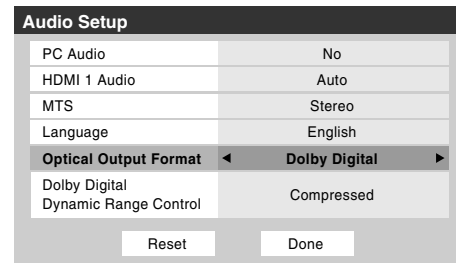 Audio Setup
PC Audio No
HDMI 1 Audio Auto
MTS Stereo
Language English
Optical Output Format Dolby Digital
Dolby Digital
Dynamic Range Control Compressed
Reset Done